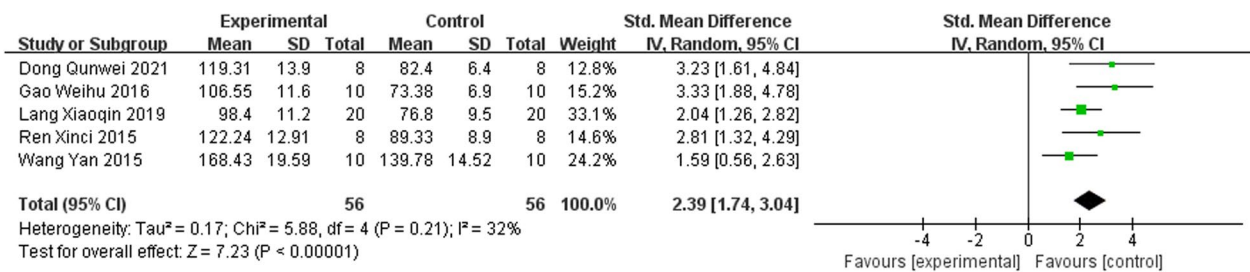 Experimental Control Std. Mean Difference Std. Mean Difference
Study or Subgroup Mean SD Total Mean SD Total Weight IV, Random, 95% CI IV, Random, 95% CI
Dong Qunwei 2021 119.31 13.9 8 82.4 6.4 8 12.8% 3.23 [1.61, 4.84]
Gao Weihu 2016 106.55 11.6 10 73.38 6.9 10 15.2% 3.33 [1.88, 4.78]
Lang Xiaoqin 2019 98.4 11.2 20 76.8 9.5 20 33.1% 2.04 [1.26, 2.82]
Ren Xinci 2015 122.24 12.91 8 89.33 8.9 8 14.6% 2.81 [1.32, 4.29]
Wang Yan 2015 168.43 19.59 10 139.78 14.52 10 24.2% 1.59 [0.56, 2.63]
Total (95% CI) 56 56 100.0% 2.39 [1.74, 3.04]
Heterogeneity: Tau² = 0.17; Chi² = 5.88, df = 4 (P = 0.21); I² = 32%
Test for overall effect: Z = 7.23 (P < 0.00001)
-4 -2 0 2 4
Favours [experimental] Favours [control]